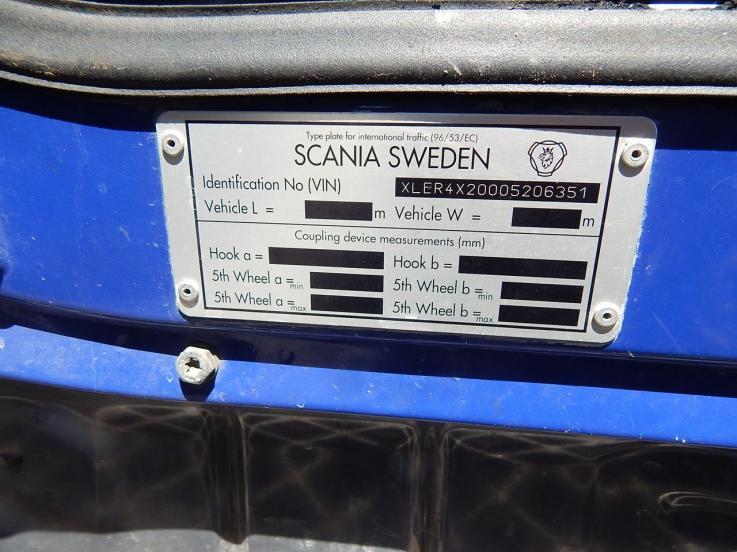 Type plate for international traffic (96/53/EC)
SCANIA SWEDEN
Identification No (VIN) XLER4X20005206351
Vehicle L = m Vehicle W = m
Coupling device measurements (mm)
Hook a = Hook b =
5th Wheel a = min 5th Wheel b = min
5th Wheel a = max 5th Wheel b = max